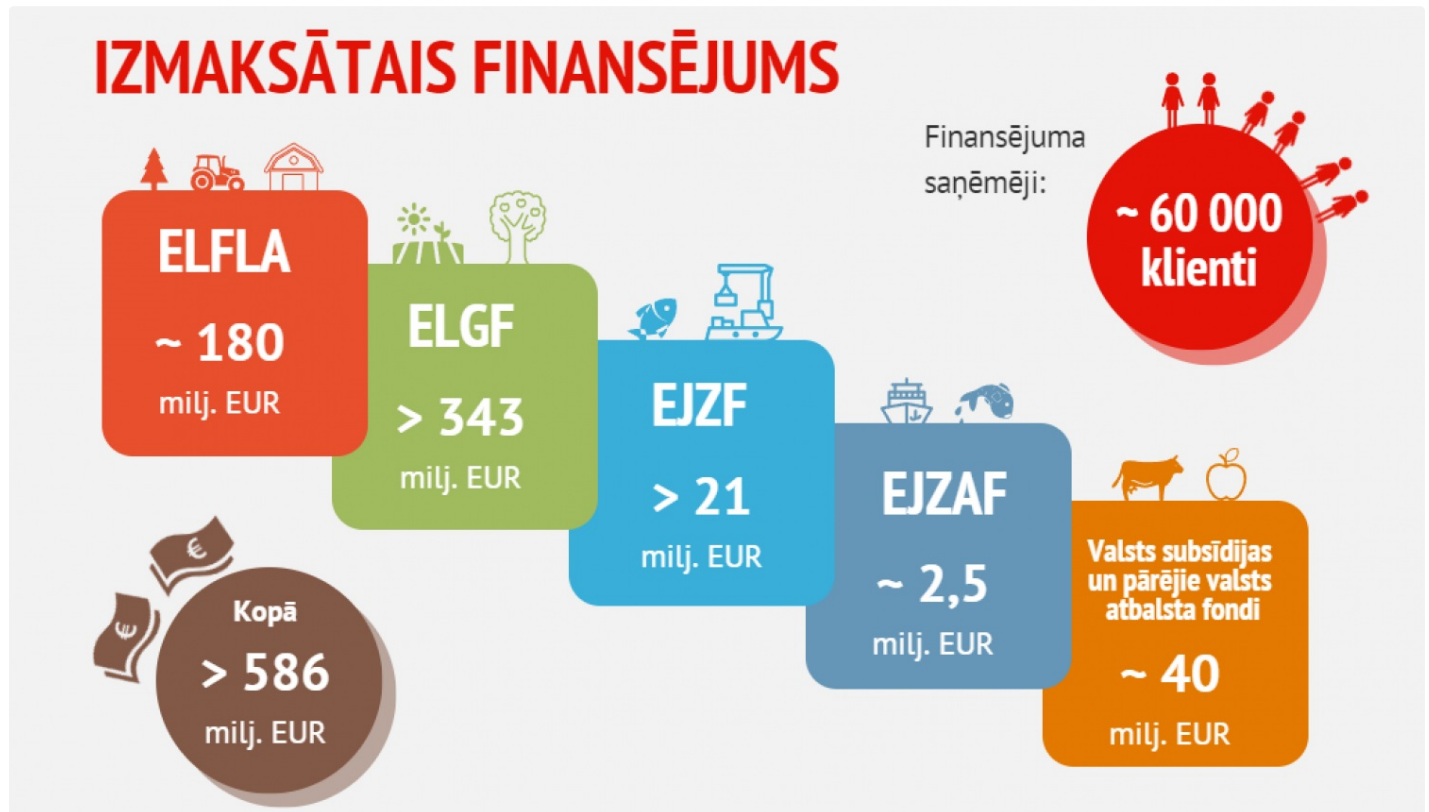 IZMAKSĀTAIS FINANSĒJUMS
Finansējuma
saņēmēji:
~ 60 000
klienti
ELFLA
~ 180
milj. EUR
ELGF
> 343
milj. EUR
EJZF
> 21
milj. EUR
EJZAF
~ 2,5
milj. EUR
Valsts subsīdijas
un pārējie valsts
atbalsta fondi
~ 40
milj. EUR
Kopā
> 586
milj. EUR